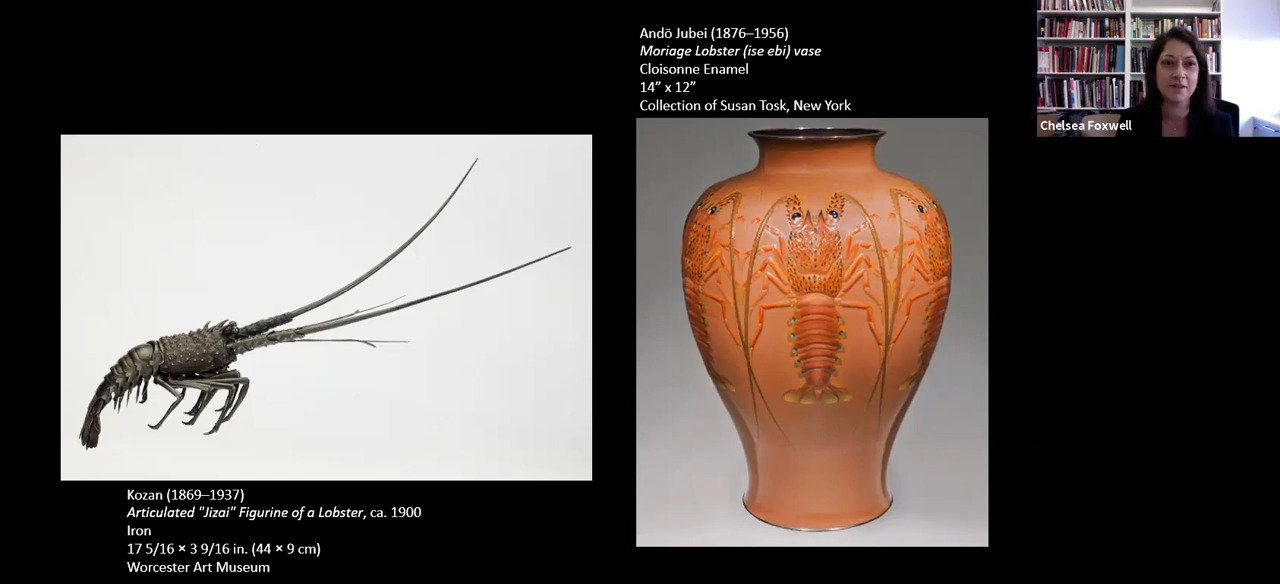 Andō Jubei (1876–1956)
Moriage Lobster (ise ebi) vase
Cloisonne Enamel
14” x 12”
Collection of Susan Tosk, New York
Chelsea Foxwell
Kozan (1869–1937)
Articulated "Jizai" Figurine of a Lobster, ca. 1900
Iron
17 5/16 × 3 9/16 in. (44 × 9 cm)
Worcester Art Museum